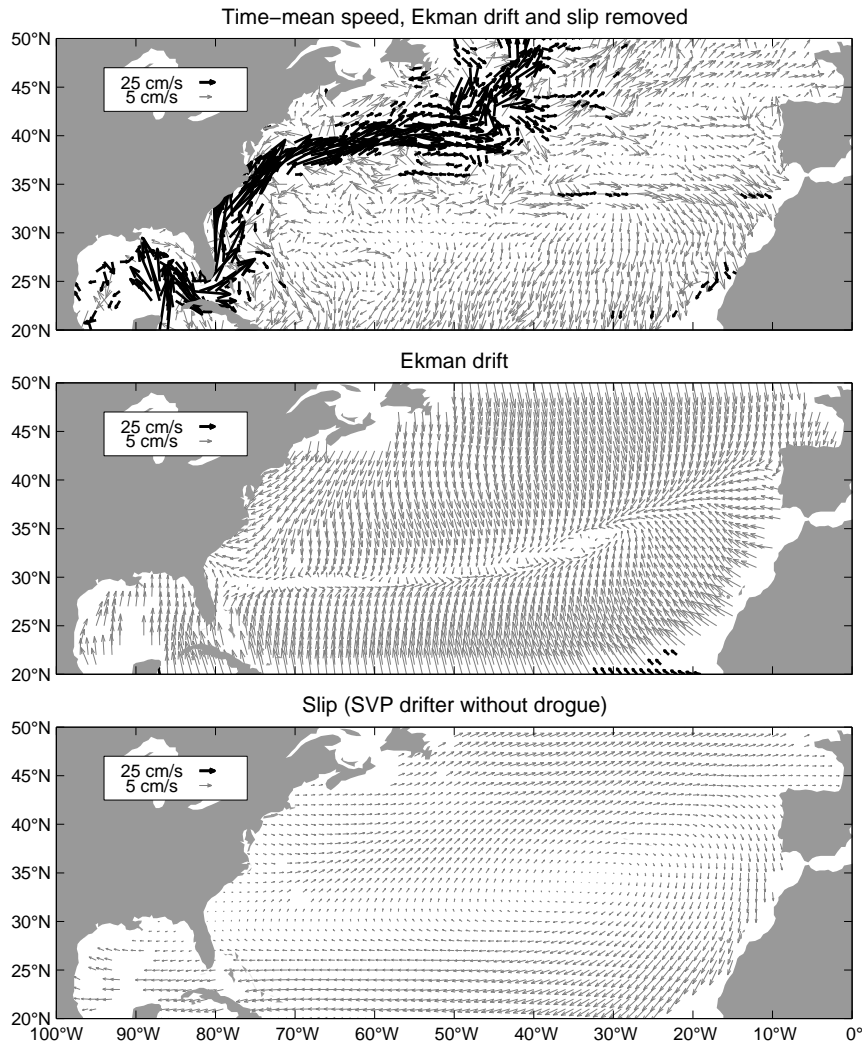 Time−mean speed, Ekman drift and slip removed
50°N
45°N
40°N
35°N
30°N
25°N
20°N
25 cm/s
5 cm/s
Ekman drift
50°N
45°N
40°N
35°N
30°N
25°N
20°N
25 cm/s
5 cm/s
Slip (SVP drifter without drogue)
50°N
45°N
40°N
35°N
30°N
25°N
20°N
25 cm/s
5 cm/s
100°W 90°W 80°W 70°W 60°W 50°W 40°W 30°W 20°W 10°W 0°